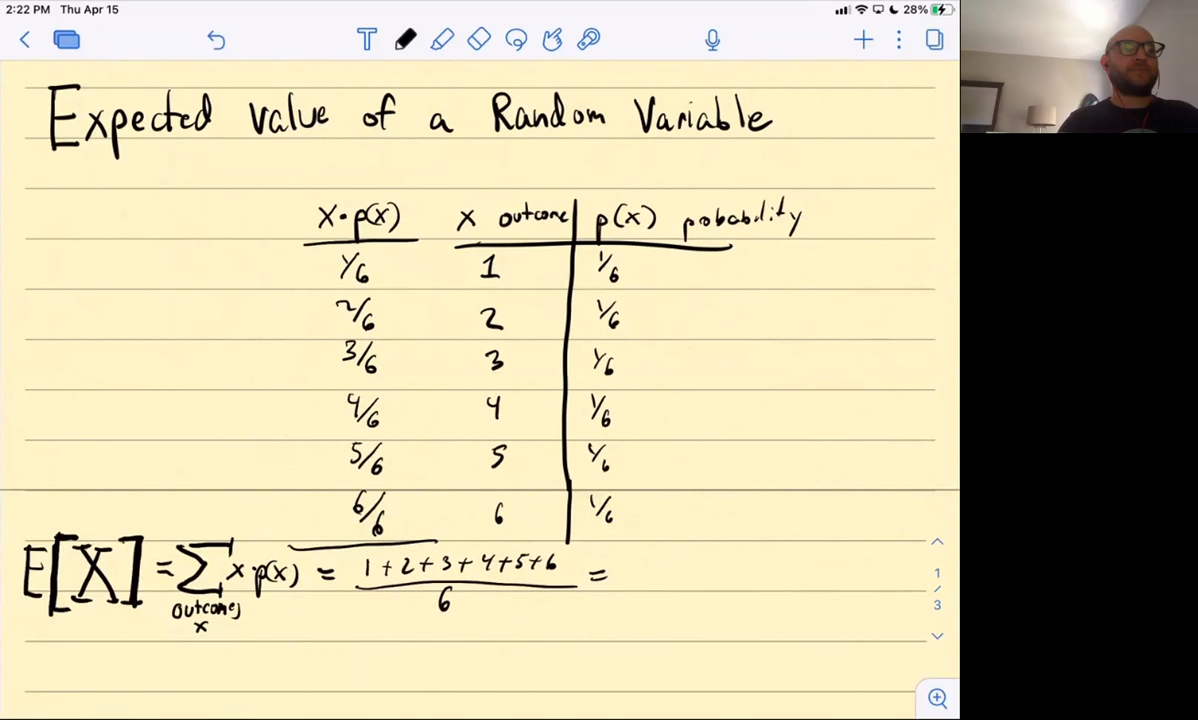 2:22 PM Thu Apr 15 28%
T
Expected Value of a Random Variable
X·p(x) x outcome p(x) probability
1/6 1 1/6
2/6 2 1/6
3/6 3 1/6
4/6 4 1/6
5/6 5 1/6
6/6 6 1/6
E[X] = ∑ x·p(x) = 1+2+3+4+5+6 =
outcomes 6
x
1
/
3